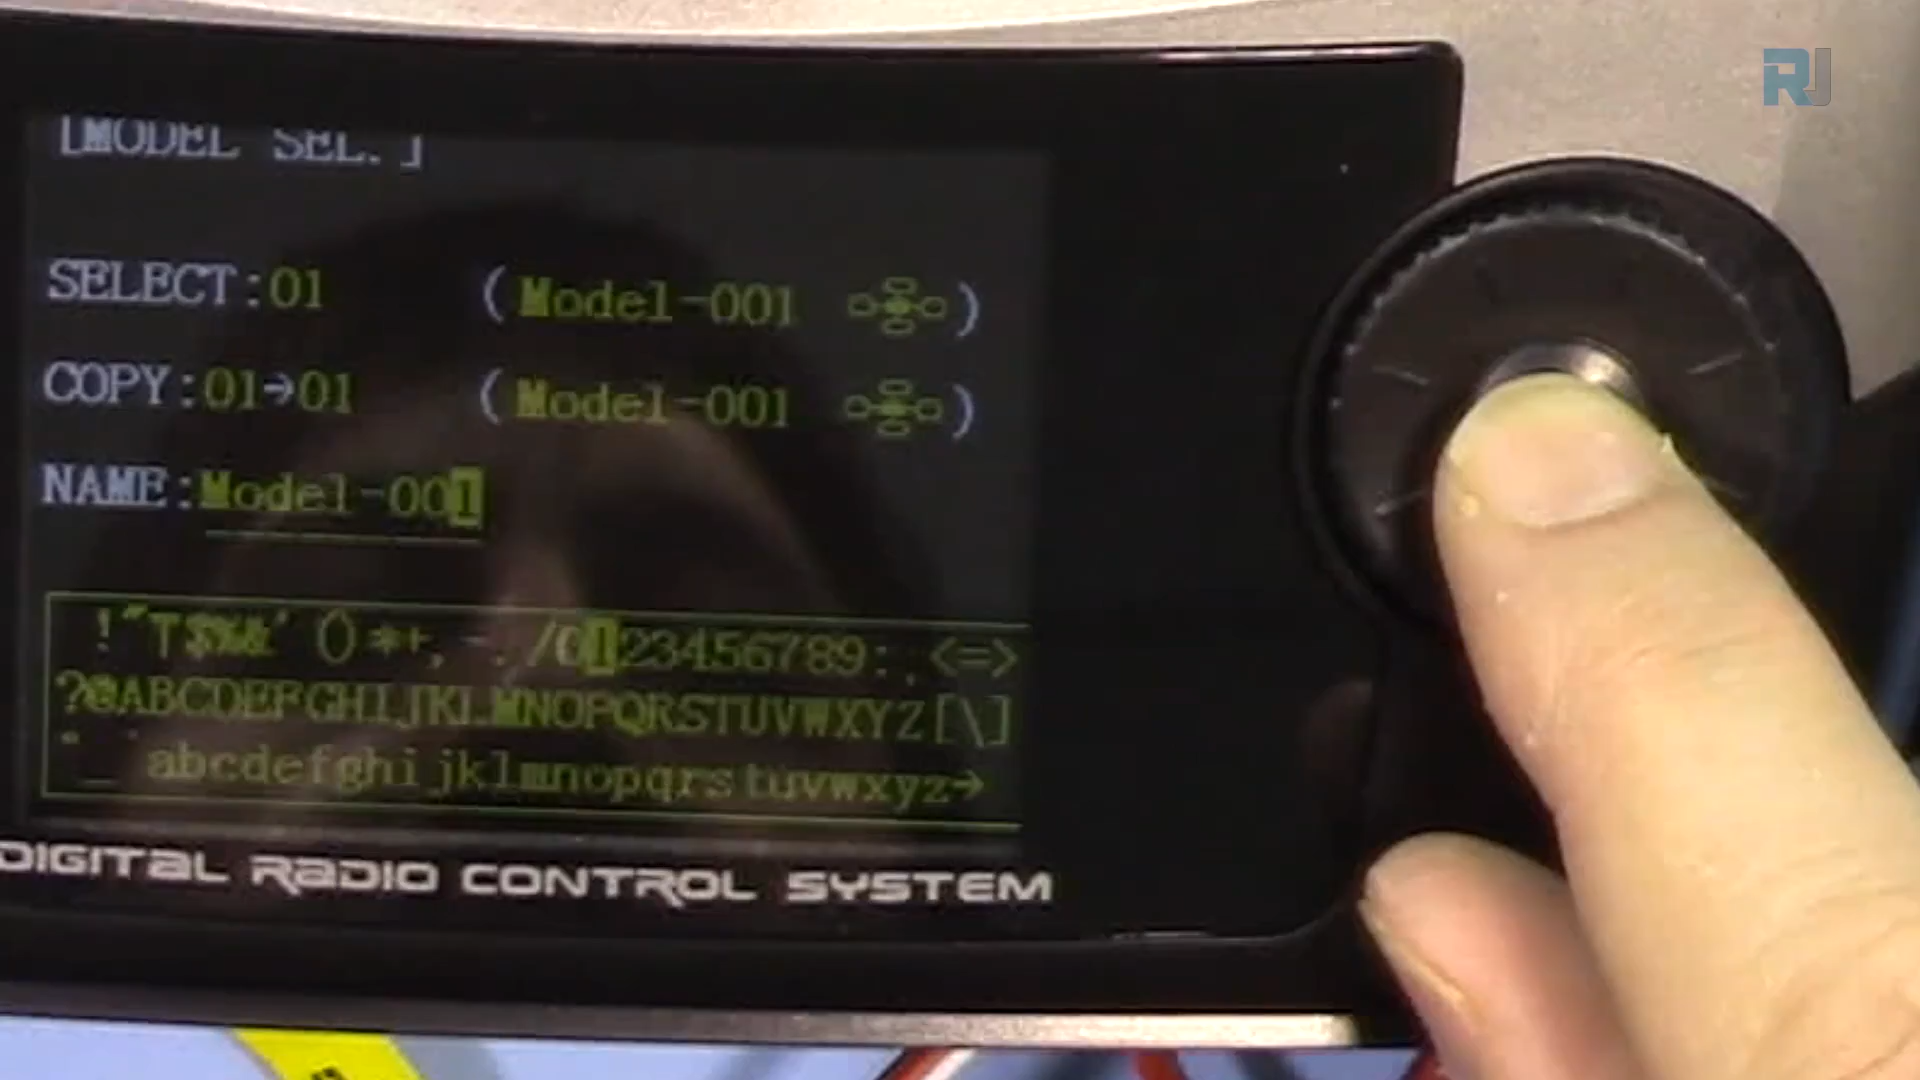 RJ
[MODEL SEL.]
SELECT:01 (Model-001 )
COPY:01→01 (Model-001 )
NAME:Model-001
!"T$%&'()*+,-./0123456789:;<=>
?@ABCDEFGHIJKLMNOPQRSTUVWXYZ[\]
_ abcdefghijklmnopqrstuvwxyz→
DIGITAL RADIO CONTROL SYSTEM